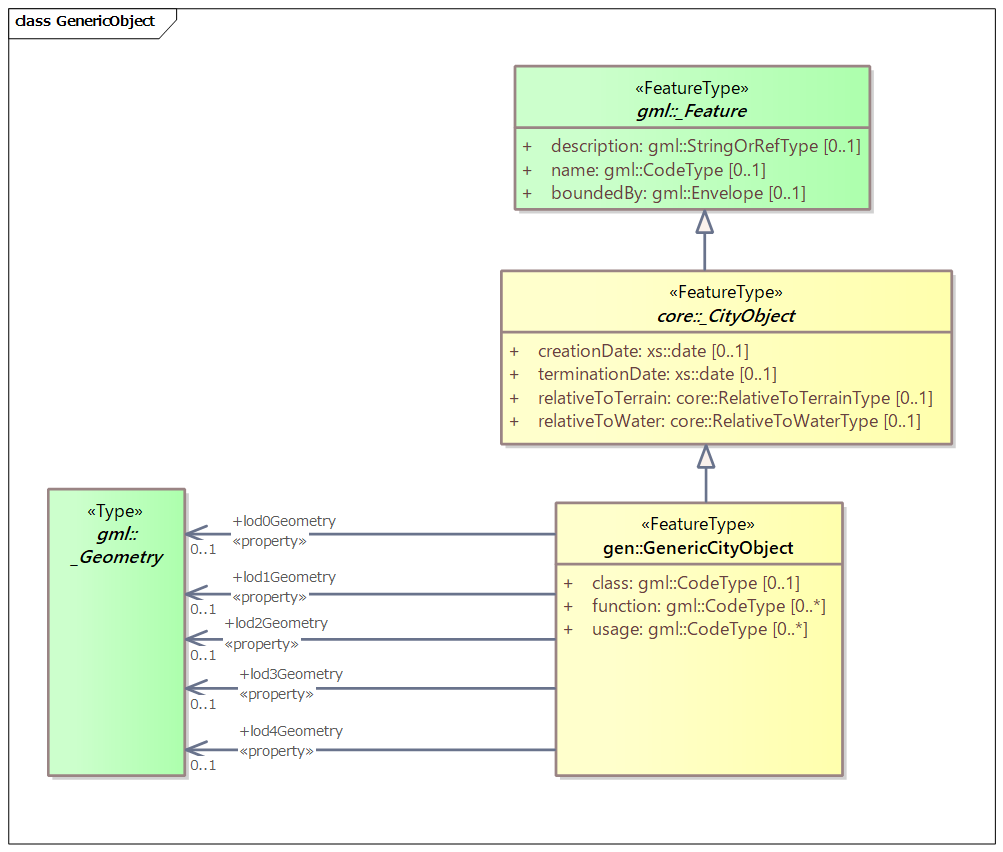 class GenericObject
«FeatureType»
gml::_Feature
+ description: gml::StringOrRefType [0..1]
+ name: gml::CodeType [0..1]
+ boundedBy: gml::Envelope [0..1]
«FeatureType»
core::_CityObject
+ creationDate: xs::date [0..1]
+ terminationDate: xs::date [0..1]
+ relativeToTerrain: core::RelativeToTerrainType [0..1]
+ relativeToWater: core::RelativeToWaterType [0..1]
«Type»
gml::
_Geometry
+lod0Geometry
«property»
0..1
+lod1Geometry
«property»
0..1
+lod2Geometry
«property»
0..1
+lod3Geometry
«property»
0..1
+lod4Geometry
«property»
0..1
«FeatureType»
gen::GenericCityObject
+ class: gml::CodeType [0..1]
+ function: gml::CodeType [0..*]
+ usage: gml::CodeType [0..*]